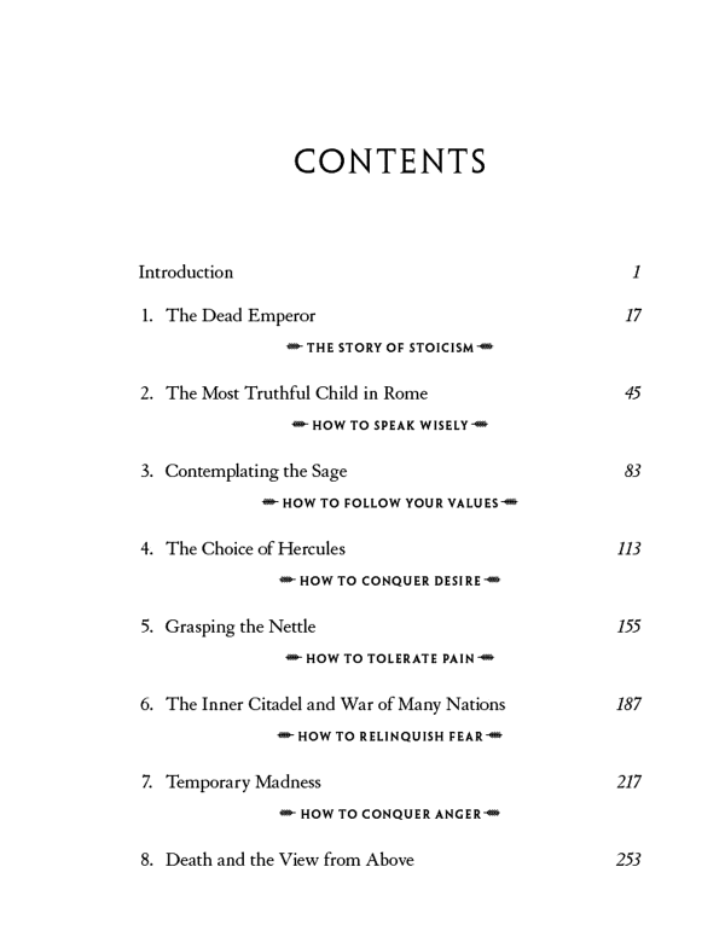 CONTENTS
Introduction 1
1. The Dead Emperor 17
THE STORY OF STOICISM
2. The Most Truthful Child in Rome 45
HOW TO SPEAK WISELY
3. Contemplating the Sage 83
HOW TO FOLLOW YOUR VALUES
4. The Choice of Hercules 113
HOW TO CONQUER DESIRE
5. Grasping the Nettle 155
HOW TO TOLERATE PAIN
6. The Inner Citadel and War of Many Nations 187
HOW TO RELINQUISH FEAR
7. Temporary Madness 217
HOW TO CONQUER ANGER
8. Death and the View from Above 253